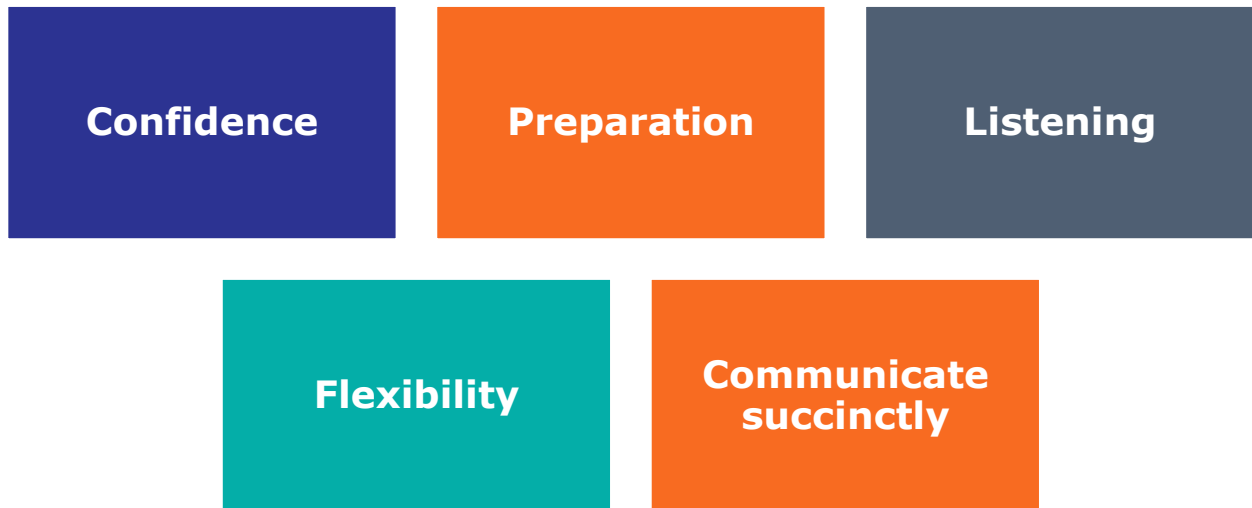 Confidence
Preparation
Listening
Flexibility
Communicate
succinctly